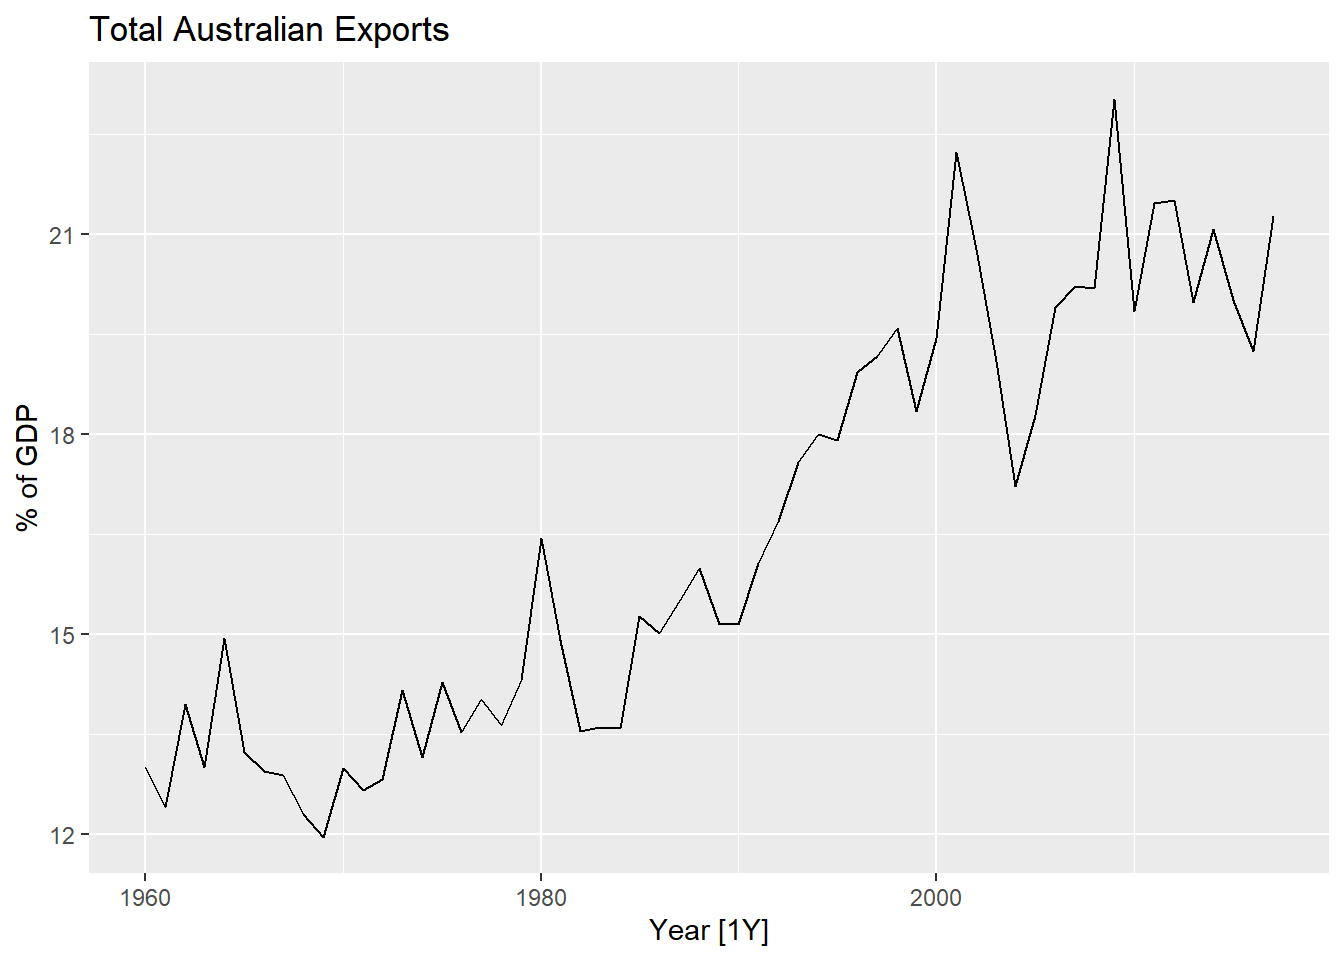 Total Australian Exports
% of GDP
21
18
15
12
1960
1980
2000
Year [1Y]